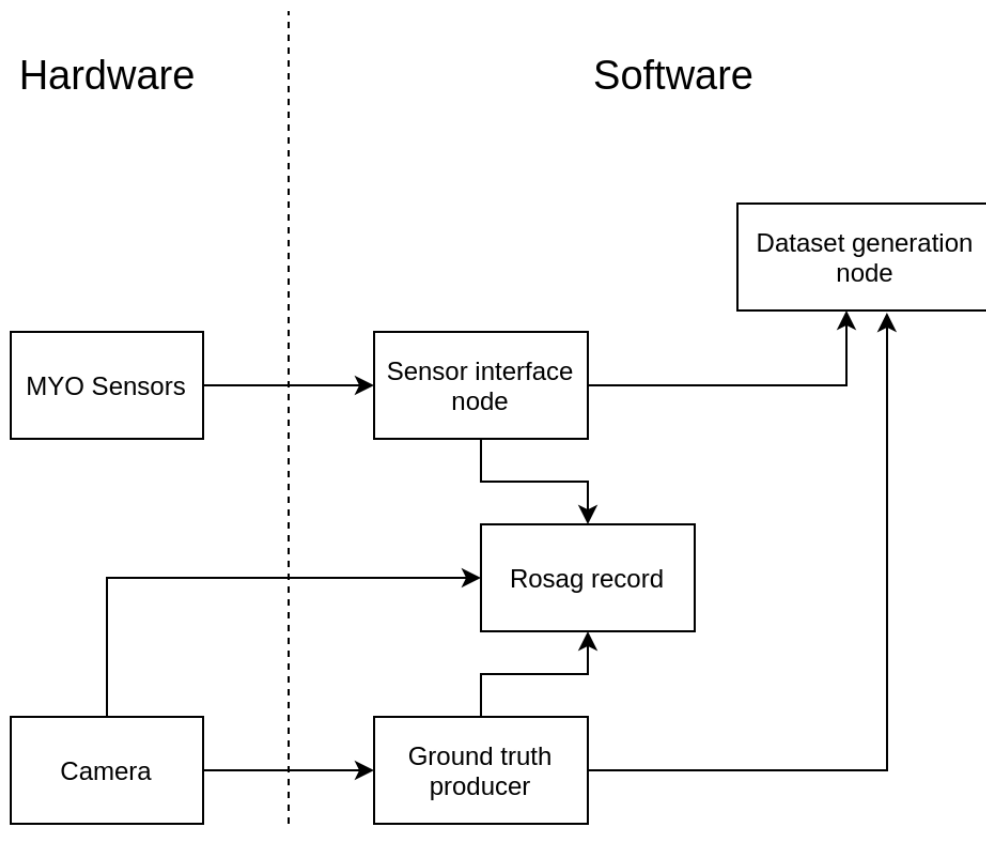 Hardware
Software
Dataset generation
node
MYO Sensors
Sensor interface
node
Rosag record
Camera
Ground truth
producer